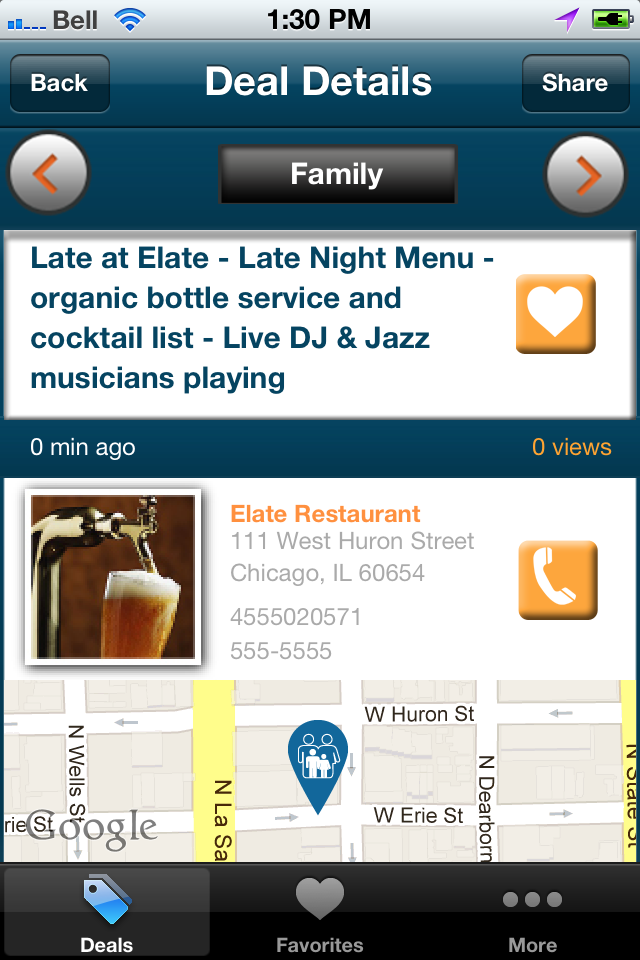 Bell 1:30 PM
Back Deal Details Share
Family
Late at Elate - Late Night Menu -
organic bottle service and
cocktail list - Live DJ & Jazz
musicians playing
0 min ago 0 views
Elate Restaurant
111 West Huron Street
Chicago, IL 60654
4555020571
555-5555
W Huron St
N Wells St
N La Sa
N Dearborn
N State St
W Erie St
rie St
Google
Deals Favorites More